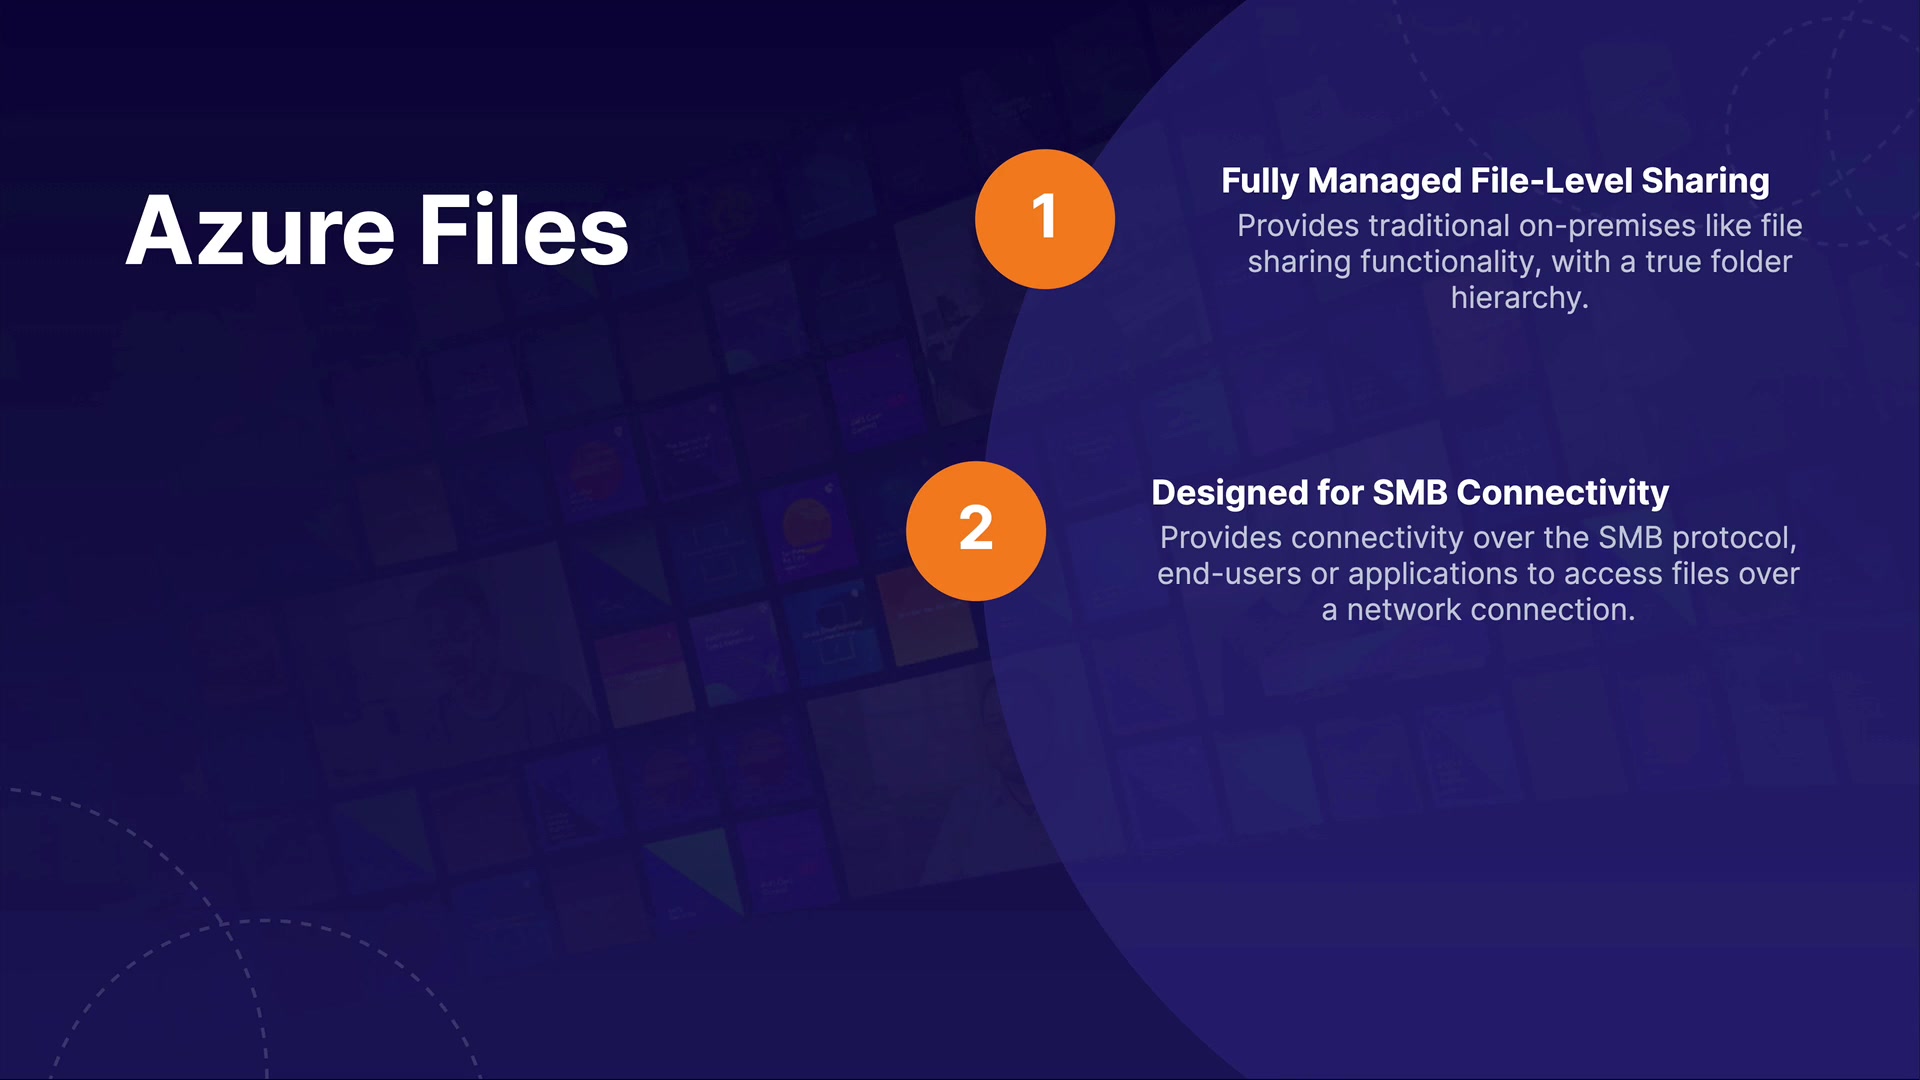 Azure Files
1
Fully Managed File-Level Sharing
Provides traditional on-premises like file
sharing functionality, with a true folder
hierarchy.
2
Designed for SMB Connectivity
Provides connectivity over the SMB protocol,
end-users or applications to access files over
a network connection.